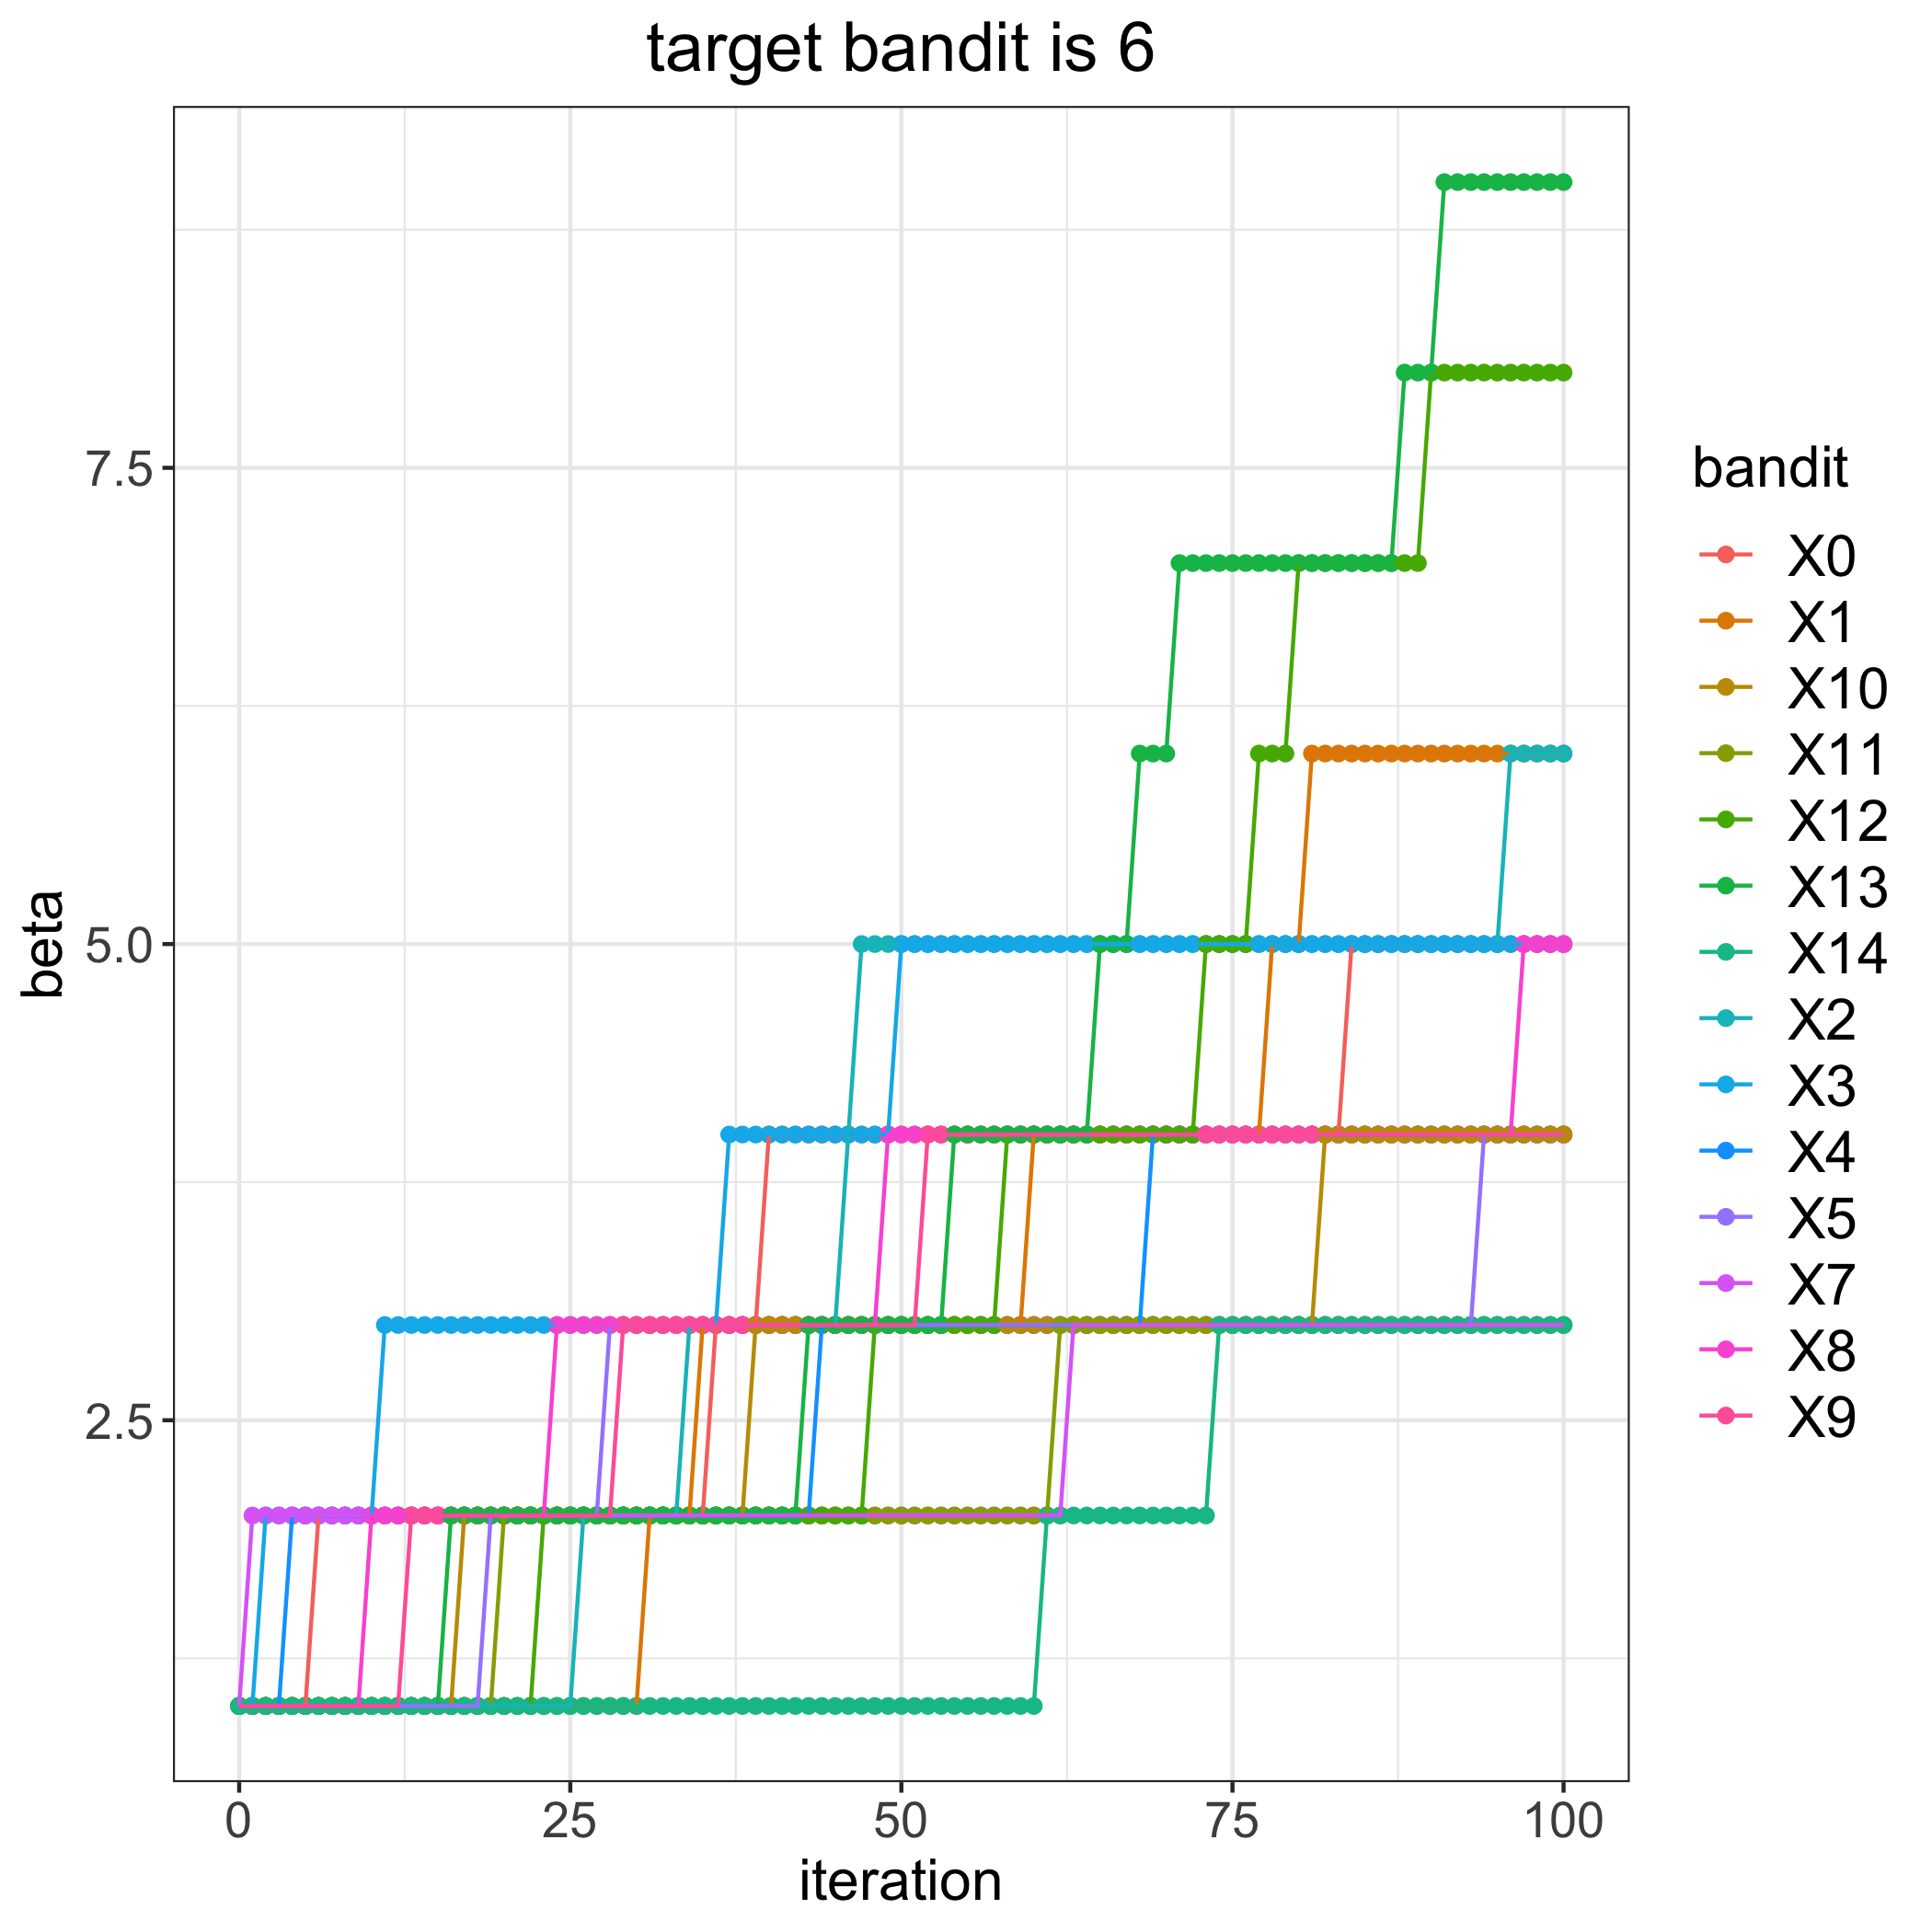 target bandit is 6
beta
7.5
5.0
2.5
0 25 50 75 100
iteration
bandit
X0
X1
X10
X11
X12
X13
X14
X2
X3
X4
X5
X7
X8
X9